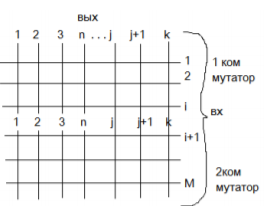 вых
1 2 3 n ... j j+1 k
1 1 ком
2 мутатор
i
вх
1 2 3 n j j+1 k
i+1
2ком
M мутатор